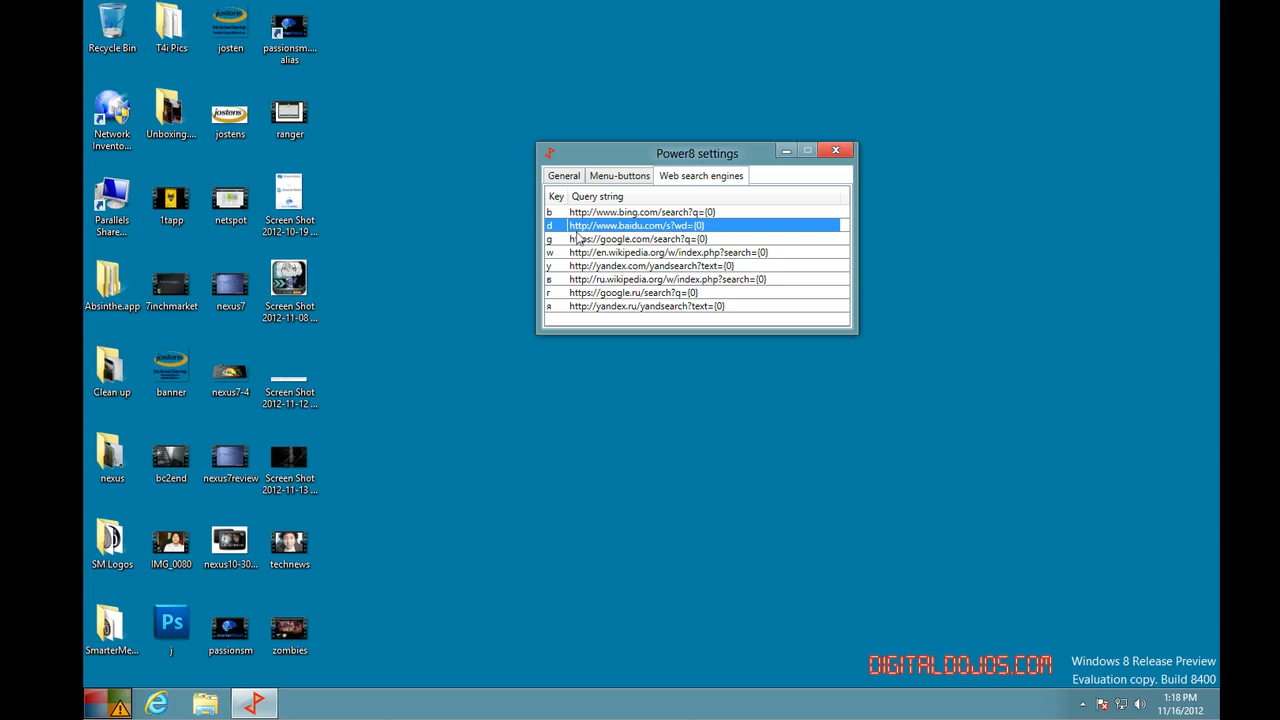 Recycle Bin
T4i Pics
josten
passionsm....
alias
Network
Invento...
Unboxing....
jostens
ranger
Parallels
Share...
1tapp
netspot
Screen Shot
2012-10-19 ...
Absinthe.app
7inchmarket
nexus7
Screen Shot
2012-11-08 ...
Clean up
banner
nexus7-4
Screen Shot
2012-11-12 ...
nexus
bc2end
nexus7review
Screen Shot
2012-11-13 ...
SM Logos
IMG_0080
nexus10-30...
technews
SmarterMe...
Ps
j
passionsm
zombies
Power8 settings
General
Menu-buttons
Web search engines
Key Query string
b http://www.bing.com/search?q={0}
d http://www.baidu.com/s?wd={0}
g https://google.com/search?q={0}
w http://en.wikipedia.org/w/index.php?search={0}
y http://yandex.com/yandsearch?text={0}
в http://ru.wikipedia.org/w/index.php?search={0}
г https://google.ru/search?q={0}
я http://yandex.ru/yandsearch?text={0}
DIGITALDOJOS.COM
Windows 8 Release Preview
Evaluation copy. Build 8400
1:18 PM
11/16/2012